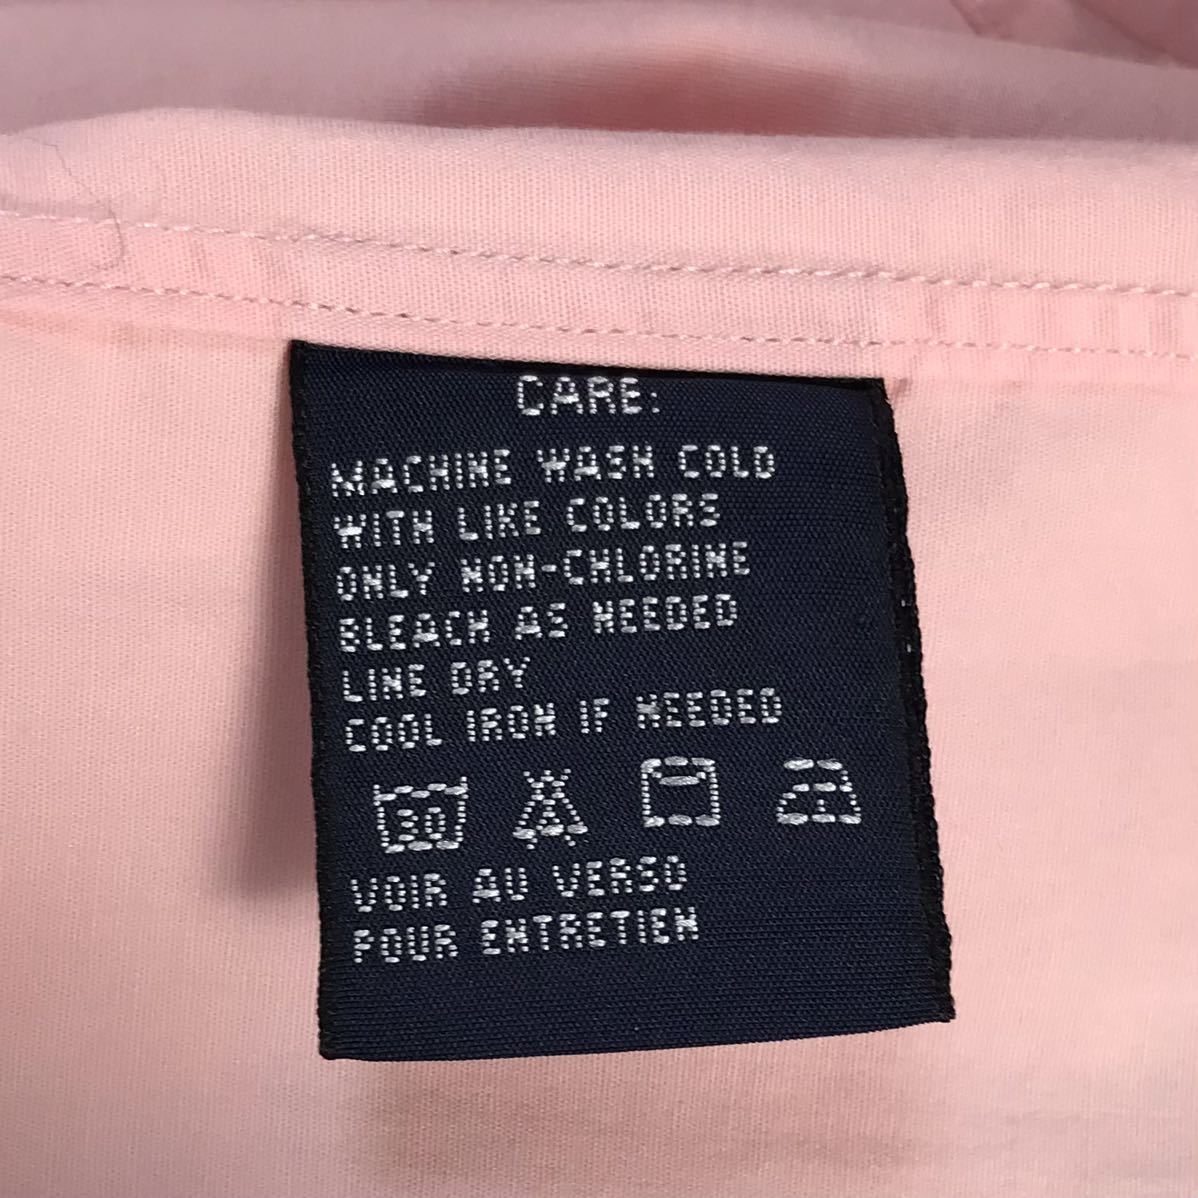 CARE:
MACHINE WASH COLD
WITH LIKE COLORS
ONLY NON-CHLORINE
BLEACH AS NEEDED
LINE DRY
COOL IRON IF NEEDED
30
VOIR AU VERSO
POUR ENTRETIEN